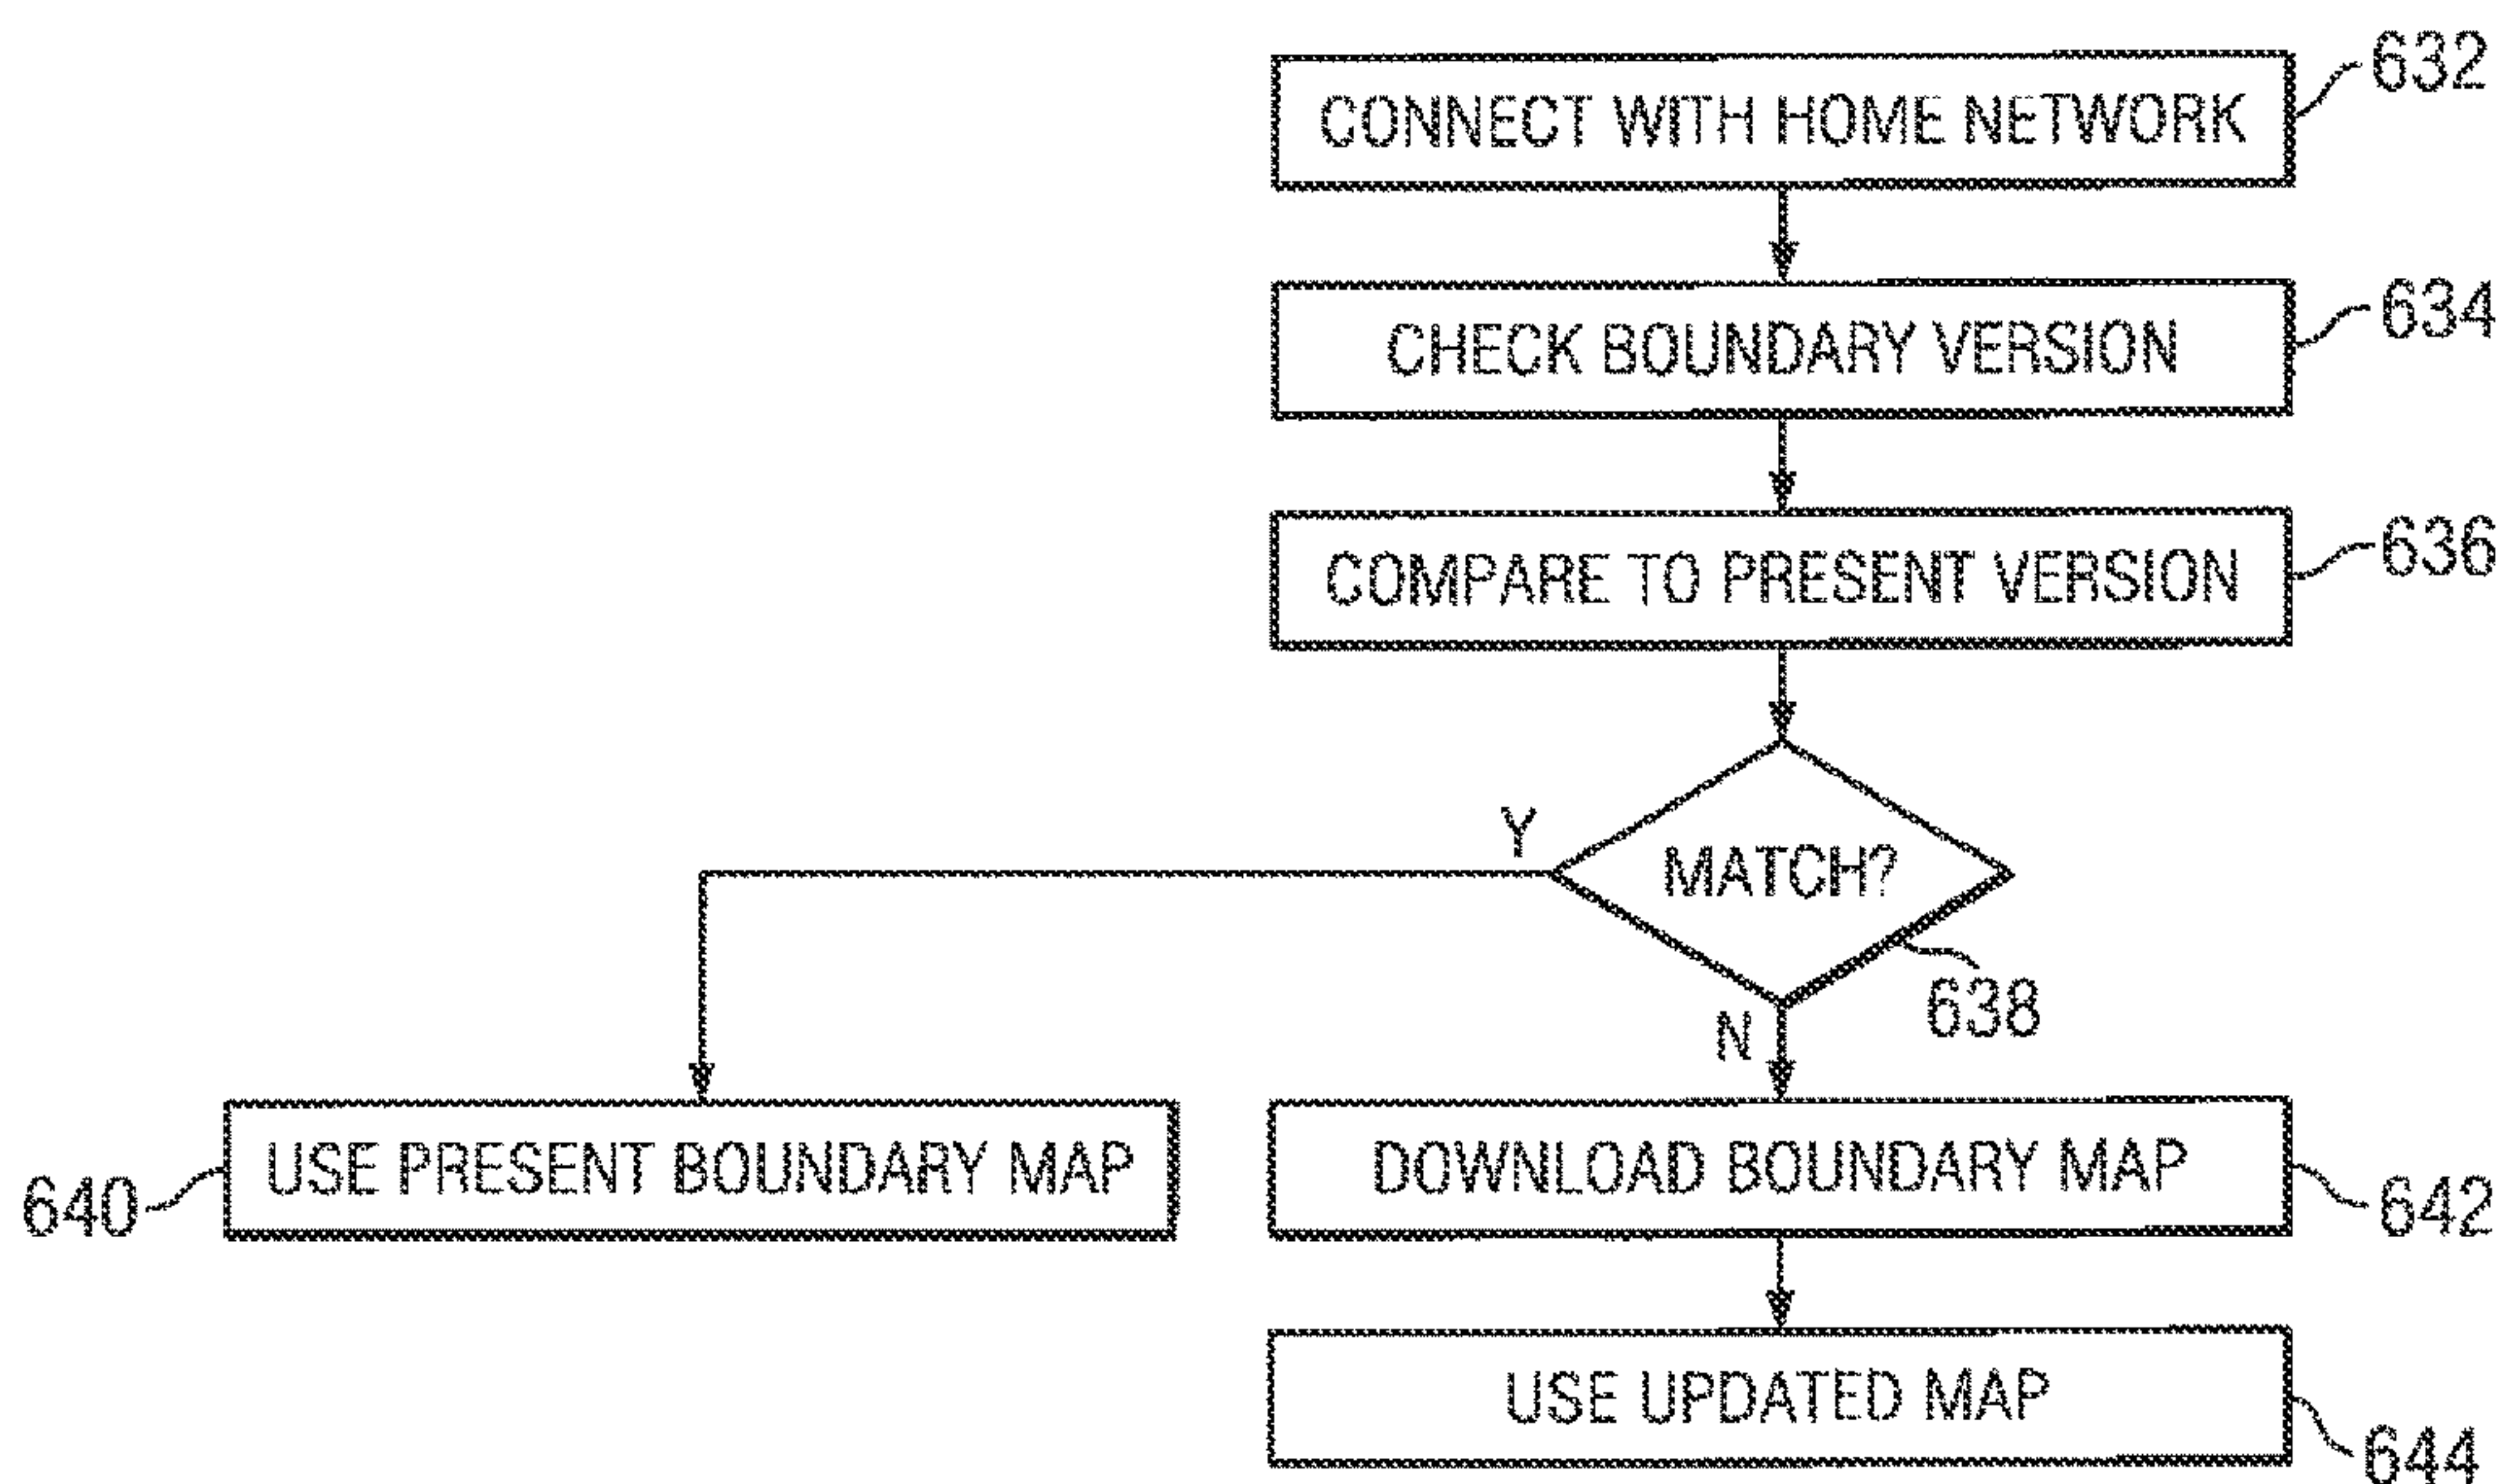 CONNECT WITH HOME NETWORK
632
CHECK BOUNDARY VERSION
634
COMPARE TO PRESENT VERSION
636
Y
MATCH?
638
N
USE PRESENT BOUNDARY MAP
640
DOWNLOAD BOUNDARY MAP
642
USE UPDATED MAP
644